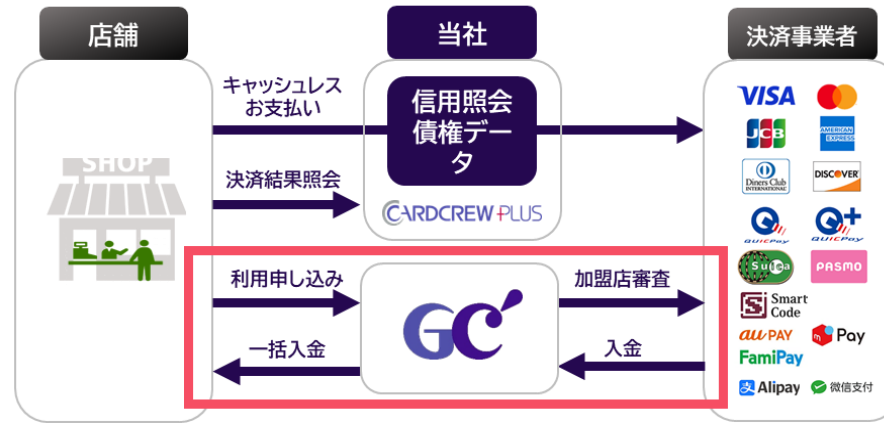 店舗
当社
決済事業者
キャッシュレス
お支払い
信用照会
債権デー
タ
決済結果照会
CARDCREW PLUS
SHOP
利用申し込み
加盟店審査
GC
一括入金
入金
VISA
JCB
AMERICAN
EXPRESS
Diners Club
INTERNATIONAL
DISCOVER
Q
QUICPay
Q+
QUICPay
Suica
PASMO
S
Smart
Code
au PAY
m Pay
FamiPay
支 Alipay
微信支付